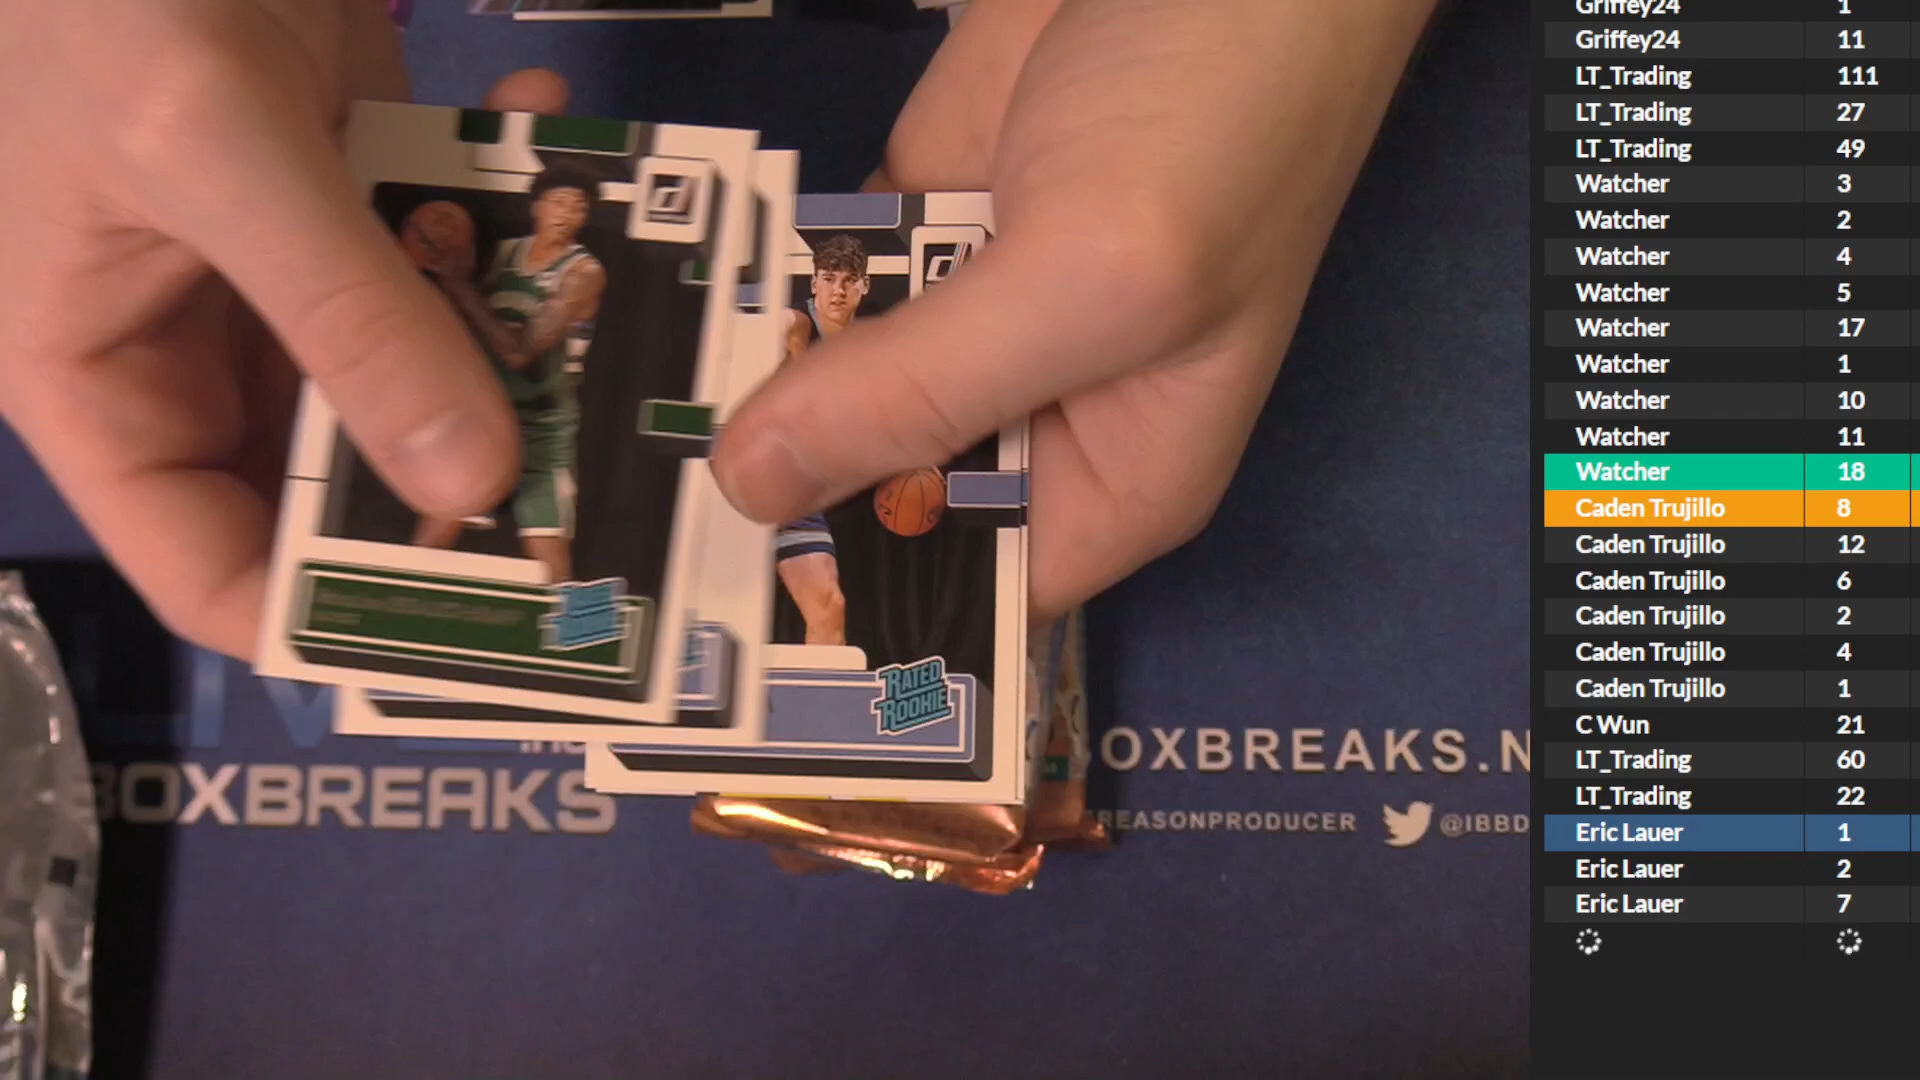 Griffey24 1
Griffey24 11
LT_Trading 111
LT_Trading 27
LT_Trading 49
Watcher 3
Watcher 2
Watcher 4
Watcher 5
Watcher 17
Watcher 1
Watcher 10
Watcher 11
Watcher 18
Caden Trujillo 8
Caden Trujillo 12
Caden Trujillo 6
Caden Trujillo 2
Caden Trujillo 4
Caden Trujillo 1
C Wun 21
LT_Trading 60
LT_Trading 22
Eric Lauer 1
Eric Lauer 2
Eric Lauer 7
RATED
ROOKIE
BOXBREAKS
OXBREAKS.N
REASONPRODUCER
@IBBD